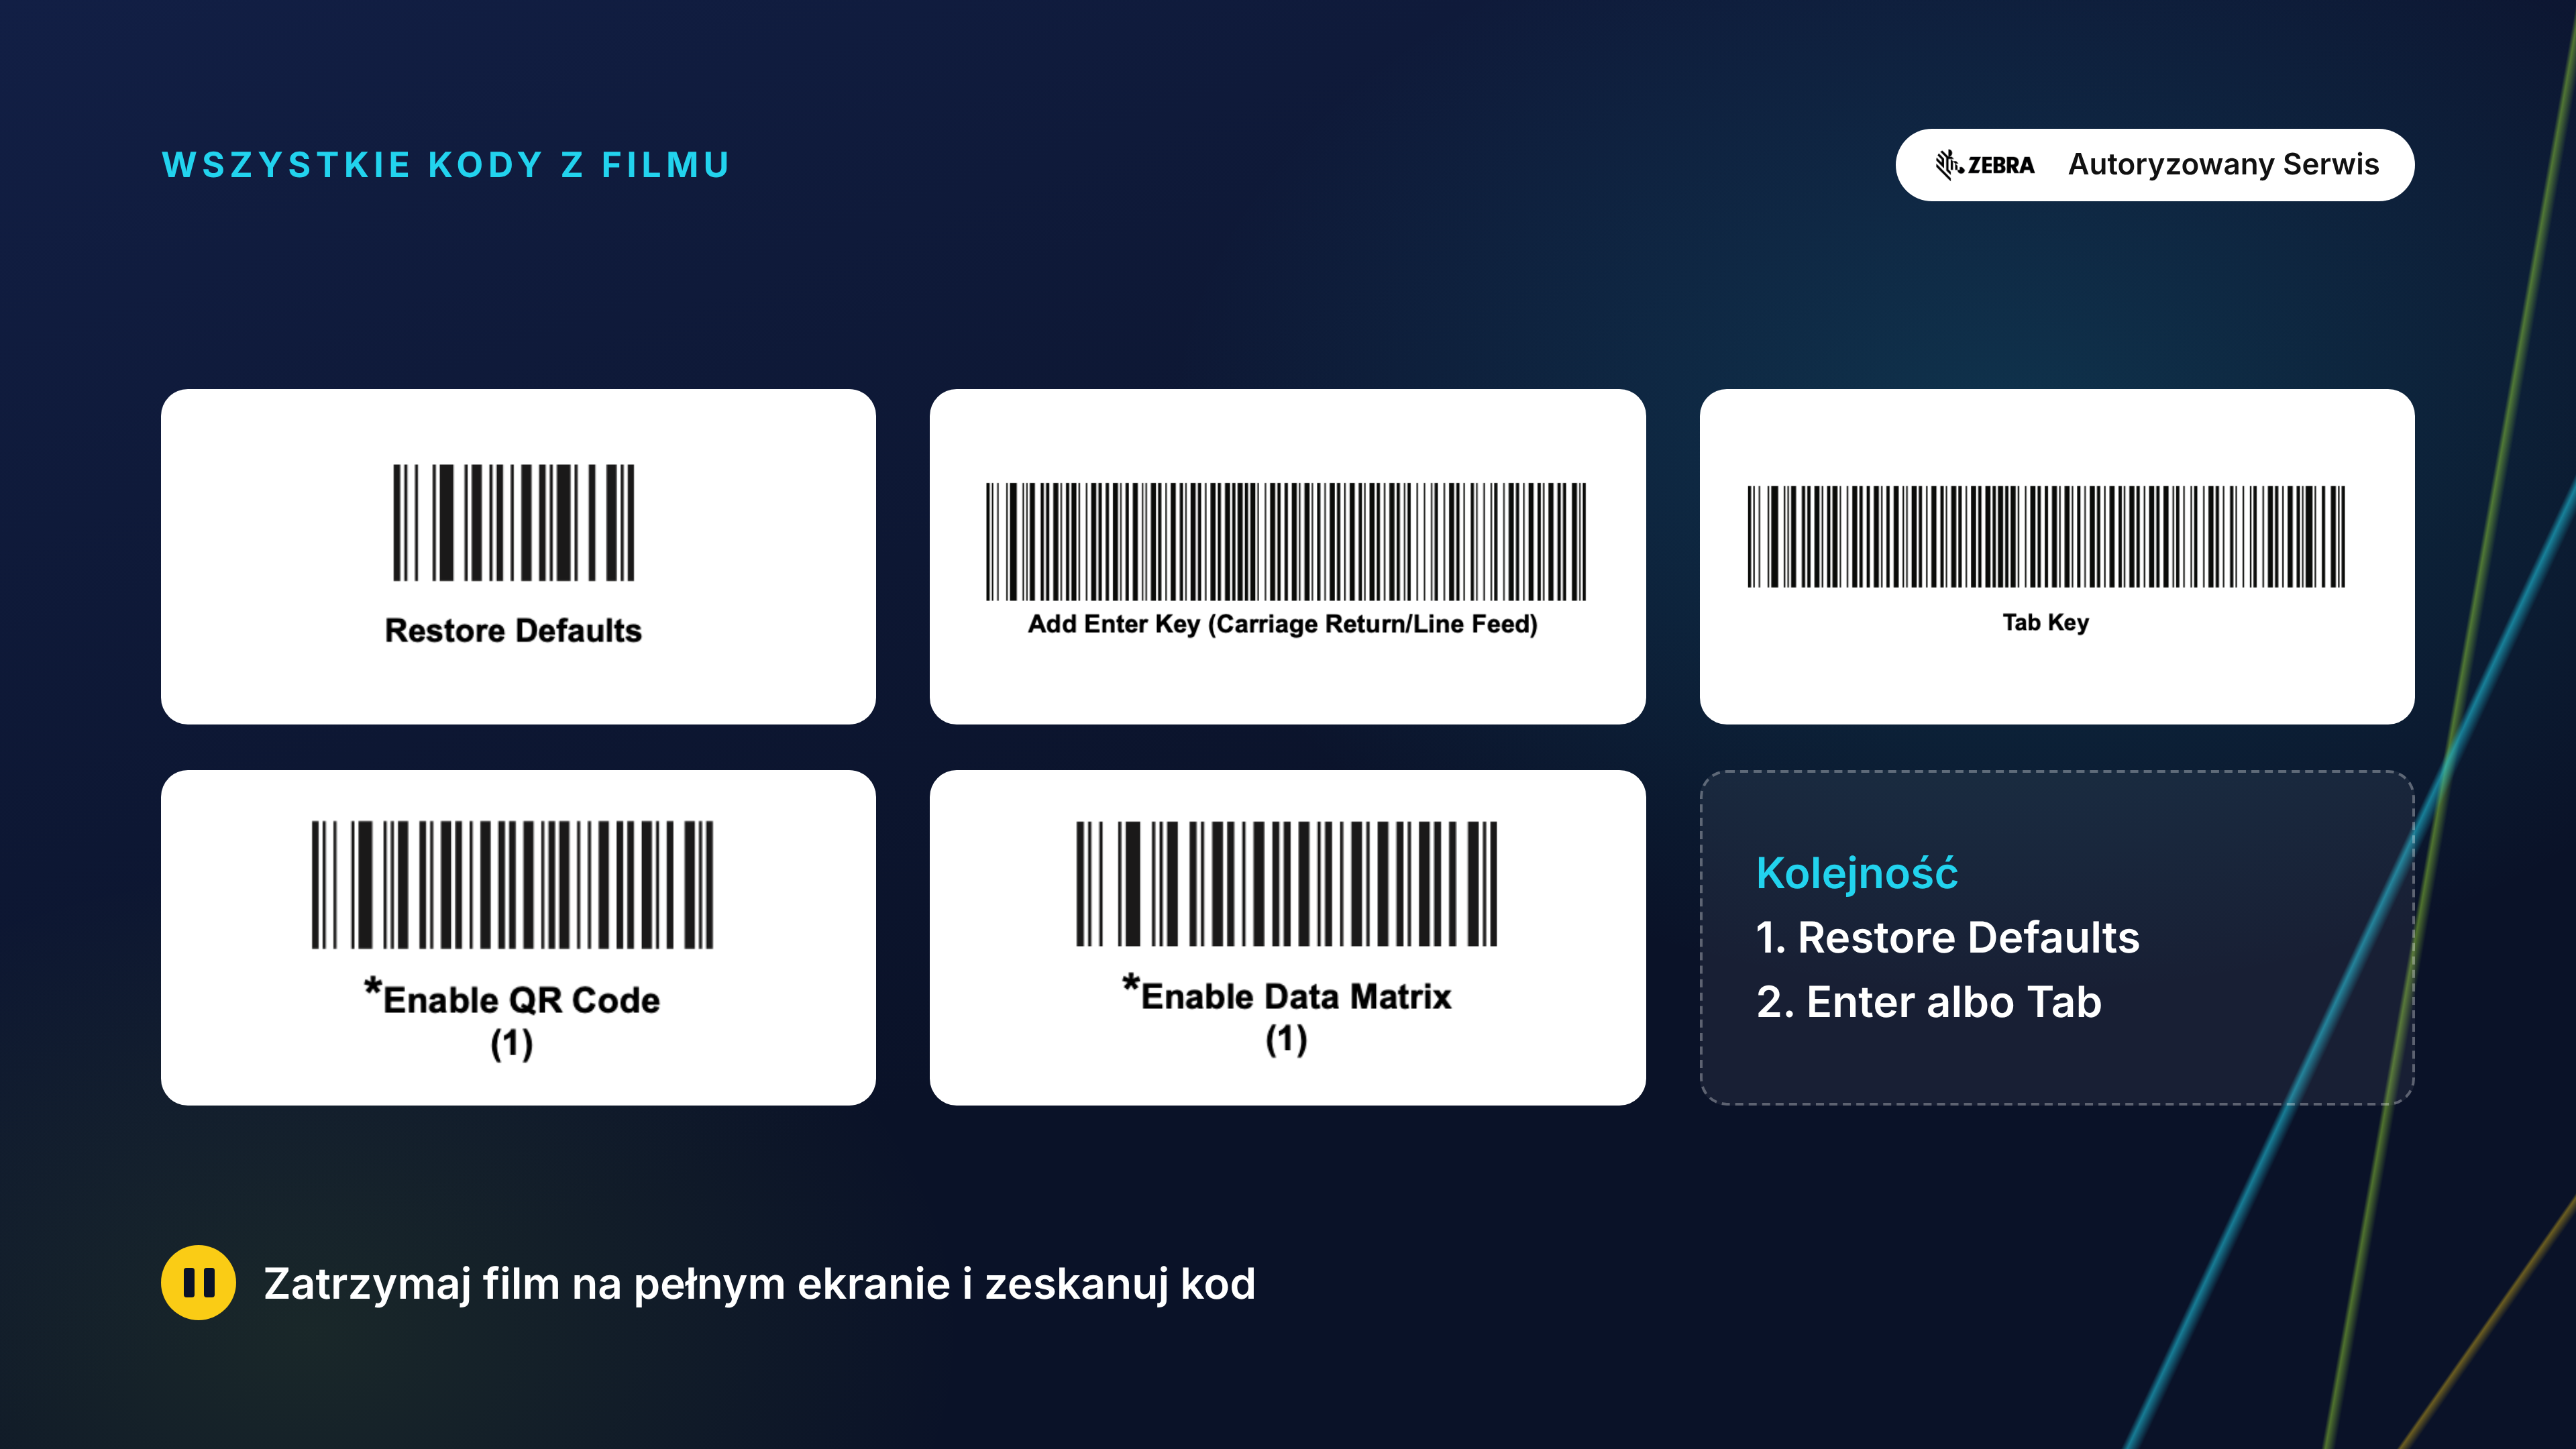 WSZYSTKIE KODY Z FILMU
ZEBRA Autoryzowany Serwis
Restore Defaults
Add Enter Key (Carriage Return/Line Feed)
Tab Key
*Enable QR Code
(1)
*Enable Data Matrix
(1)
Kolejność
1. Restore Defaults
2. Enter albo Tab
Zatrzymaj film na pełnym ekranie i zeskanuj kod